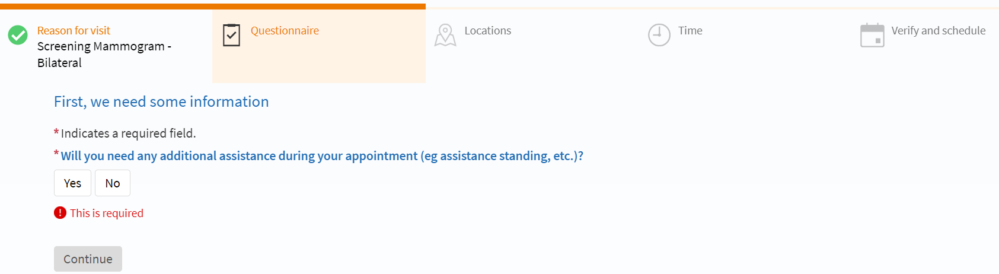 Reason for visit
Screening Mammogram -
Bilateral
Questionnaire
Locations
Time
Verify and schedule
First, we need some information
*Indicates a required field.
*Will you need any additional assistance during your appointment (eg assistance standing, etc.)?
Yes No
! This is required
Continue